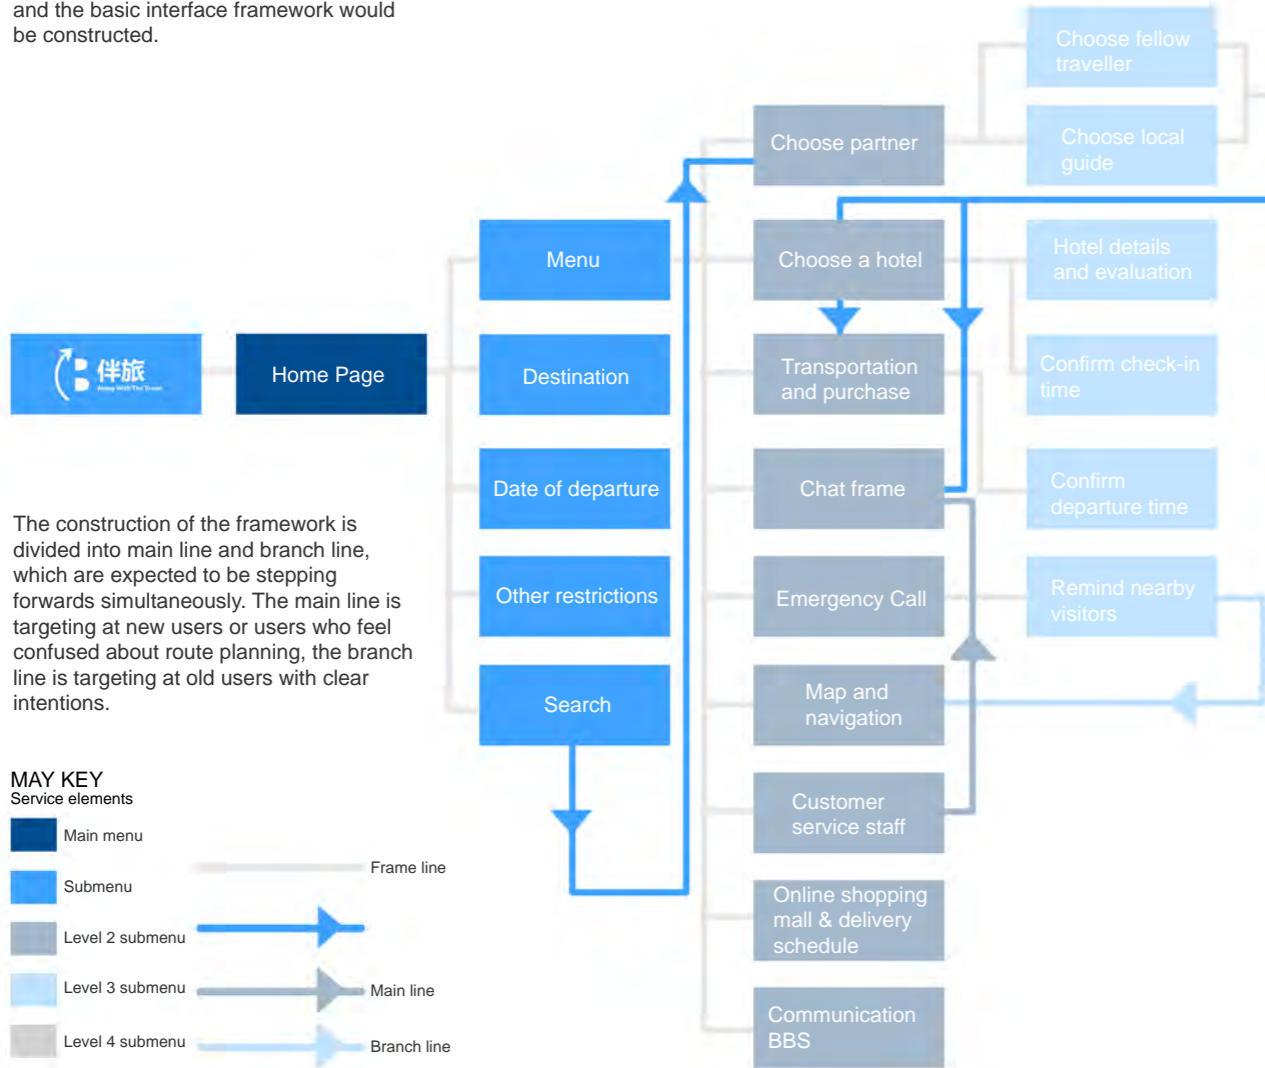 and the basic interface framework would
be constructed.
Choose fellow
traveller
Choose partner
Choose local
guide
Menu
Choose a hotel
Hotel details
and evaluation
伴旅
Along With The Travel
Home Page
Destination
Transportation
and purchase
Confirm check-in
time
Date of departure
Chat frame
Confirm
departure time
The construction of the framework is
divided into main line and branch line,
which are expected to be stepping
forwards simultaneously. The main line is
targeting at new users or users who feel
confused about route planning, the branch
line is targeting at old users with clear
intentions.
Other restrictions
Emergency Call
Remind nearby
visitors
Search
Map and
navigation
Customer
service staff
Online shopping
mall & delivery
schedule
Communication
BBS
MAY KEY
Service elements
Main menu
Submenu
Level 2 submenu
Level 3 submenu
Level 4 submenu
Frame line
Main line
Branch line